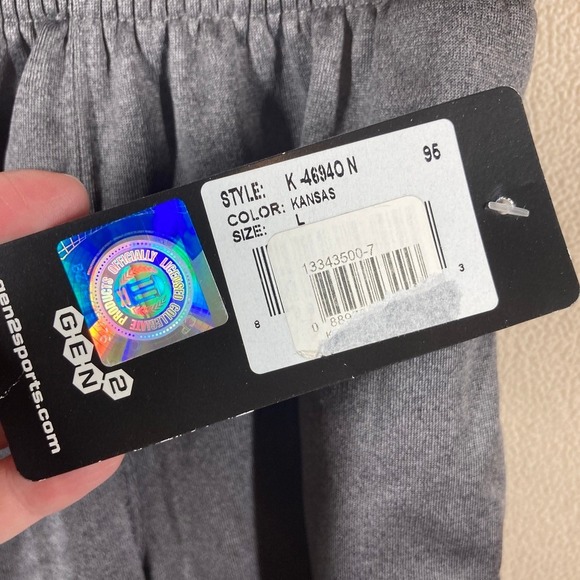 STYLE: K-46940 N 95
COLOR: KANSAS
SIZE: L
13343500-7
8
3
OFFICIALLY LICENSED COLLEGIATE PRODUCTS
GEN2
gen2sports.com